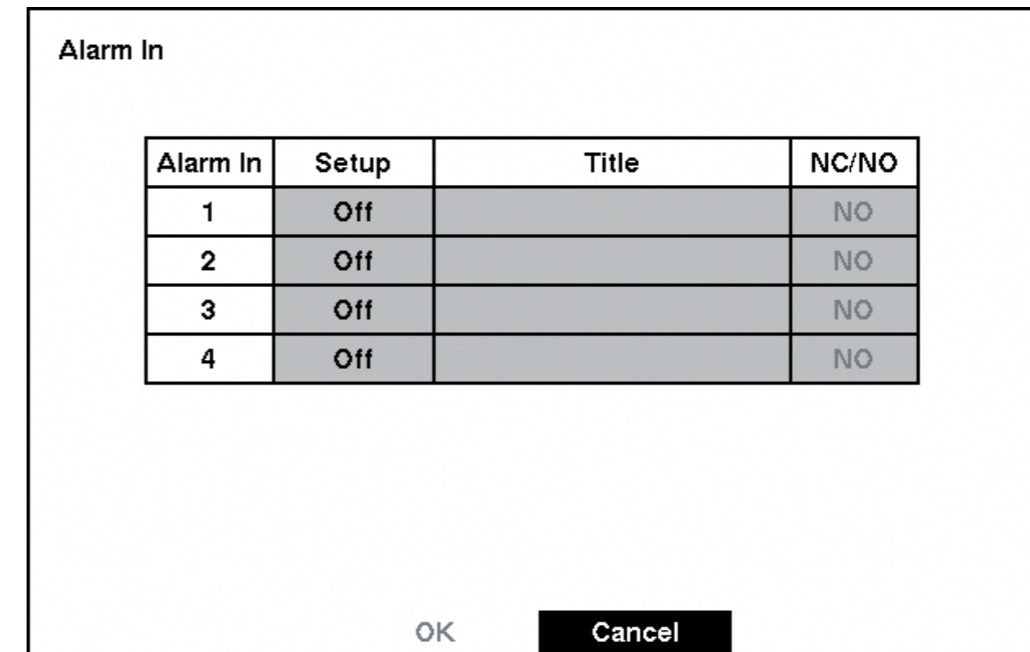 Alarm In
Alarm In Setup Title NC/NO
1 Off NO
2 Off NO
3 Off NO
4 Off NO
OK Cancel